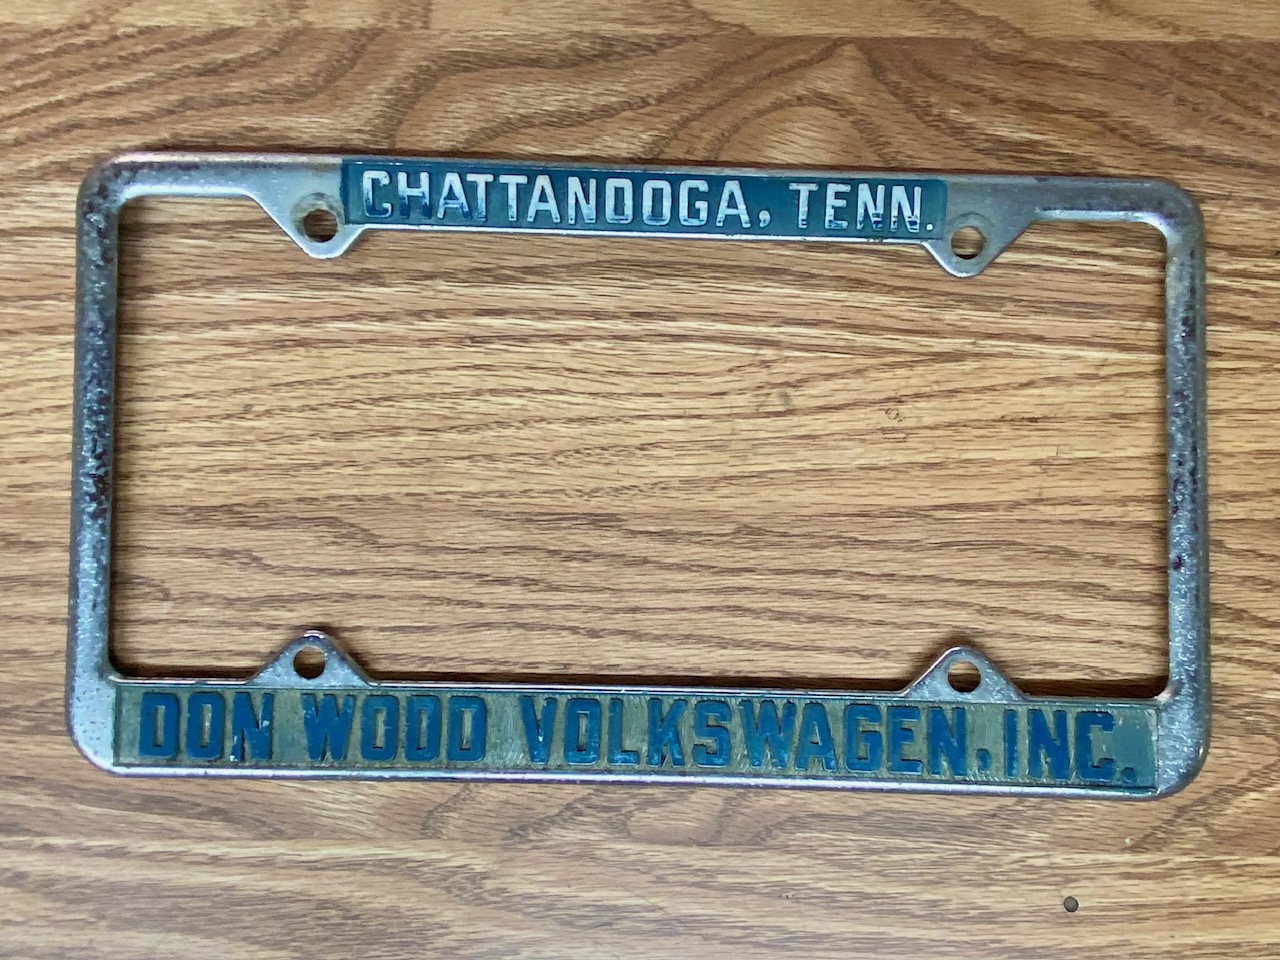 CHATTANOOGA, TENN.
DON WOOD VOLKSWAGEN, INC.